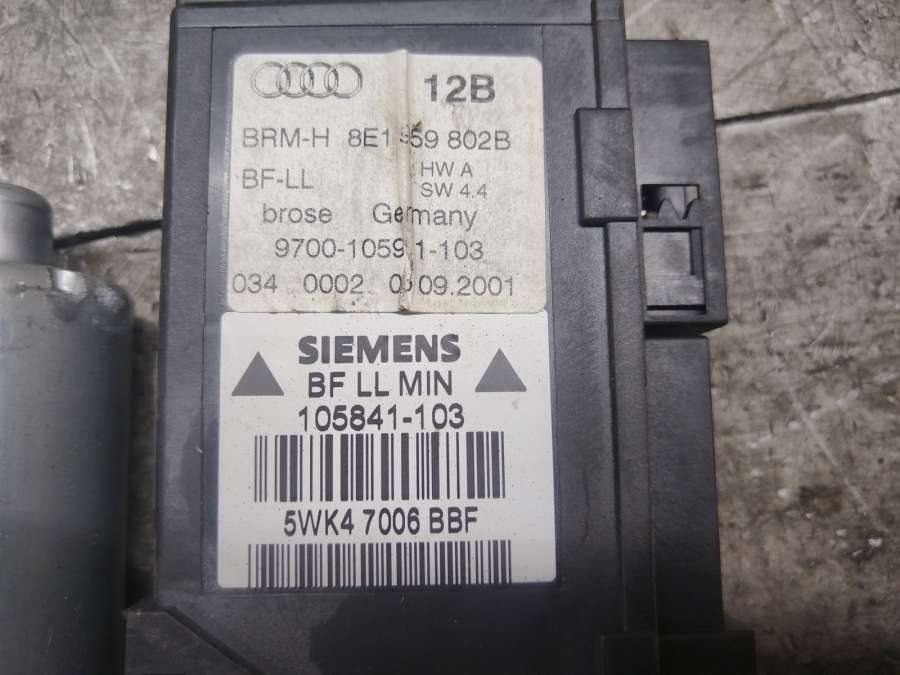 12B
BRM-H 8E1 959 802B
BF-LL HW A
SW 4.4
brose Germany
9700-10591-103
034 0002 09.2001
SIEMENS
BF LL MIN
105841-103
5WK4 7006 BBF